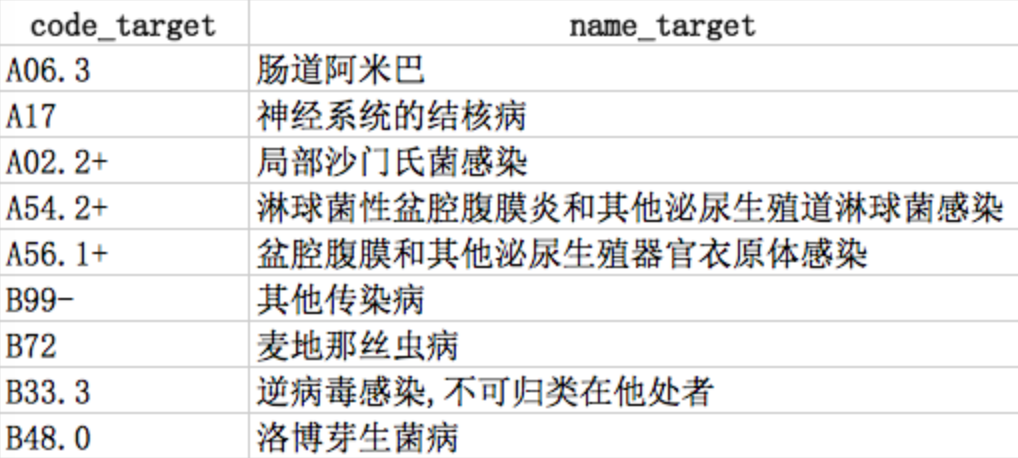 code_target name_target
A06.3 肠道阿米巴
A17 神经系统的结核病
A02.2+ 局部沙门氏菌感染
A54.2+ 淋球菌性盆腔腹膜炎和其他泌尿生殖道淋球菌感染
A56.1+ 盆腔腹膜和其他泌尿生殖器官衣原体感染
B99- 其他传染病
B72 麦地那丝虫病
B33.3 逆病毒感染,不可归类在他处者
B48.0 洛博芽生菌病